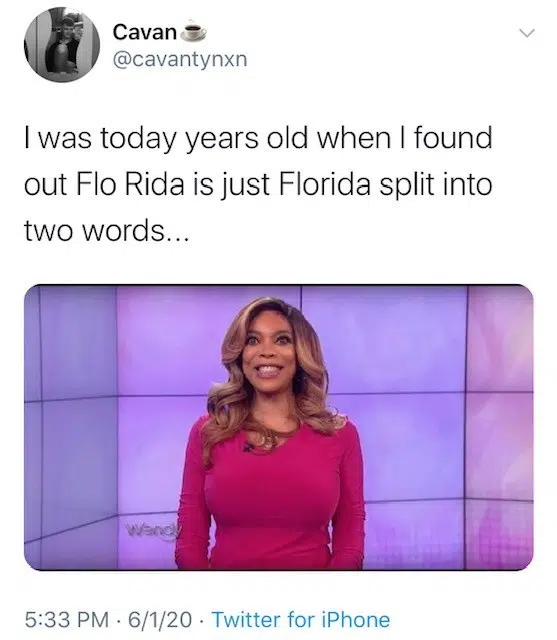 Cavan☕
@cavantynxn
I was today years old when I found
out Flo Rida is just Florida split into
two words...
Wendy
5:33 PM · 6/1/20 · Twitter for iPhone